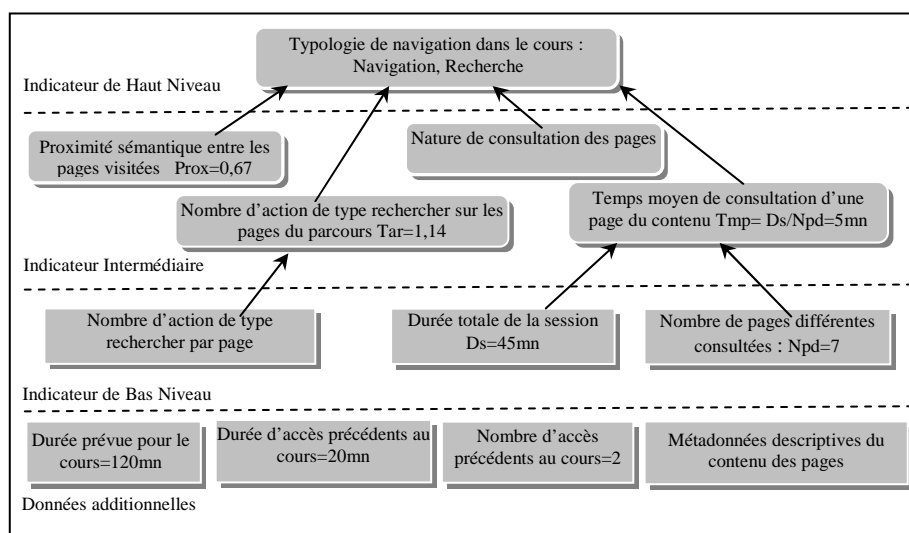 Typologie de navigation dans le cours :
Navigation, Recherche
Indicateur de Haut Niveau
Proximité sémantique entre les
pages visitées Prox=0,67
Nature de consultation des pages
Nombre d'action de type rechercher sur les
pages du parcours Tar=1,14
Temps moyen de consultation d'une
page du contenu Tmp= Ds/Npd=5mn
Indicateur Intermédiaire
Nombre d'action de type
rechercher par page
Durée totale de la session
Ds=45mn
Nombre de pages différentes
consultées : Npd=7
Indicateur de Bas Niveau
Durée prévue pour le
cours=120mn
Durée d'accès précédents au
cours=20mn
Nombre d'accès
précédents au cours=2
Métadonnées descriptives du
contenu des pages
Données additionnelles